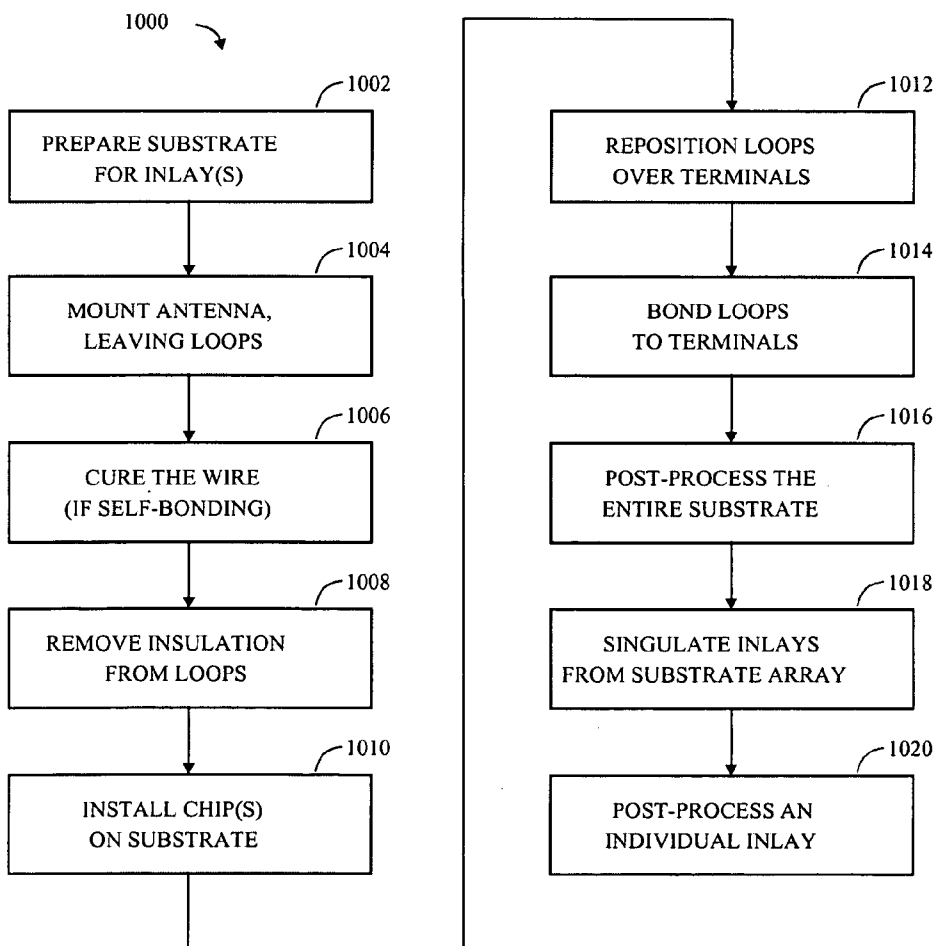 1000
1002
PREPARE SUBSTRATE
FOR INLAY(S)
1004
MOUNT ANTENNA,
LEAVING LOOPS
1006
CURE THE WIRE
(IF SELF-BONDING)
1008
REMOVE INSULATION
FROM LOOPS
1010
INSTALL CHIP(S)
ON SUBSTRATE
1012
REPOSITION LOOPS
OVER TERMINALS
1014
BOND LOOPS
TO TERMINALS
1016
POST-PROCESS THE
ENTIRE SUBSTRATE
1018
SINGULATE INLAYS
FROM SUBSTRATE ARRAY
1020
POST-PROCESS AN
INDIVIDUAL INLAY